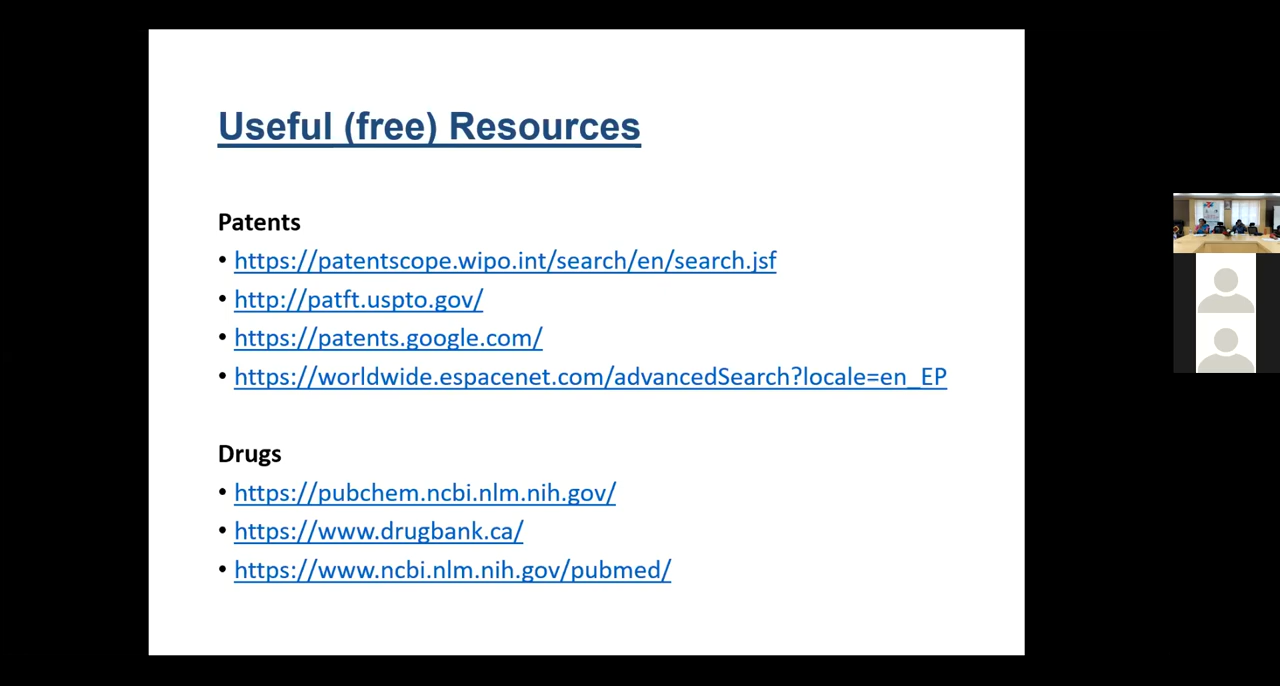 Useful (free) Resources
Patents
• https://patentscope.wipo.int/search/en/search.jsf
• http://patft.uspto.gov/
• https://patents.google.com/
• https://worldwide.espacenet.com/advancedSearch?locale=en_EP
Drugs
• https://pubchem.ncbi.nlm.nih.gov/
• https://www.drugbank.ca/
• https://www.ncbi.nlm.nih.gov/pubmed/